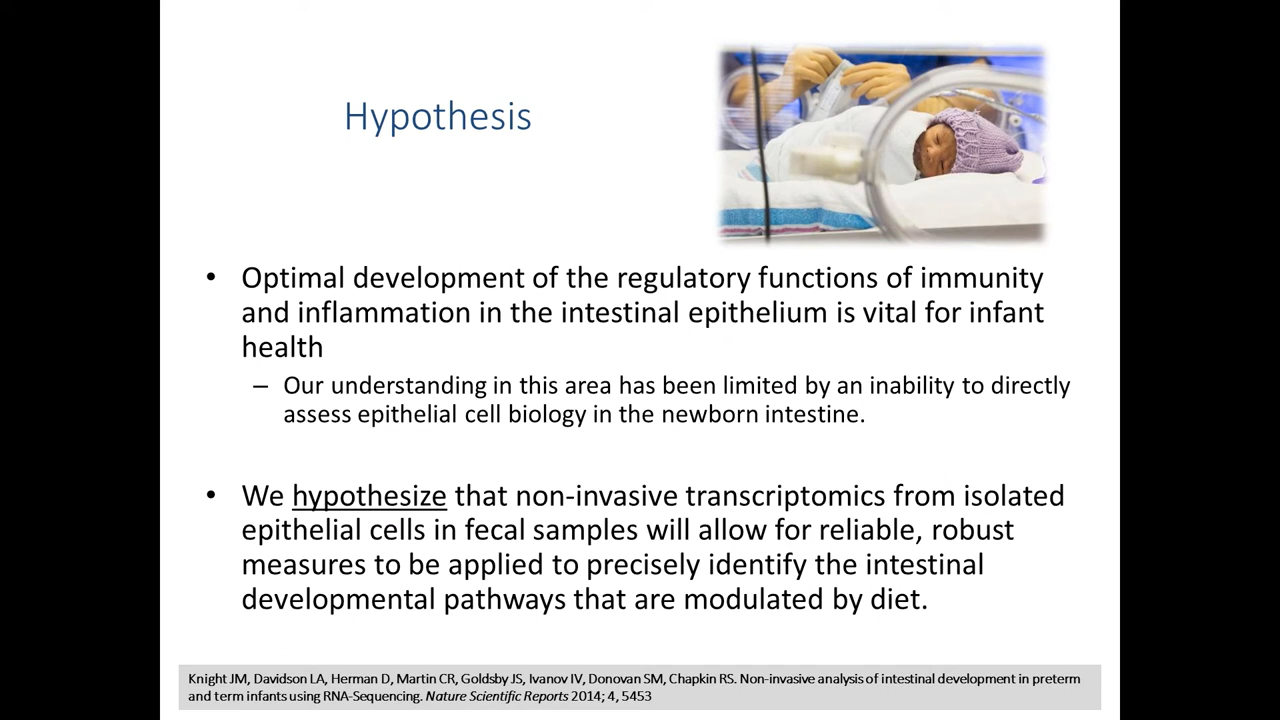 Hypothesis
• Optimal development of the regulatory functions of immunity
and inflammation in the intestinal epithelium is vital for infant
health
– Our understanding in this area has been limited by an inability to directly
assess epithelial cell biology in the newborn intestine.
• We hypothesize that non-invasive transcriptomics from isolated
epithelial cells in fecal samples will allow for reliable, robust
measures to be applied to precisely identify the intestinal
developmental pathways that are modulated by diet.
Knight JM, Davidson LA, Herman D, Martin CR, Goldsby JS, Ivanov IV, Donovan SM, Chapkin RS. Non-invasive analysis of intestinal development in preterm
and term infants using RNA-Sequencing. Nature Scientific Reports 2014; 4, 5453